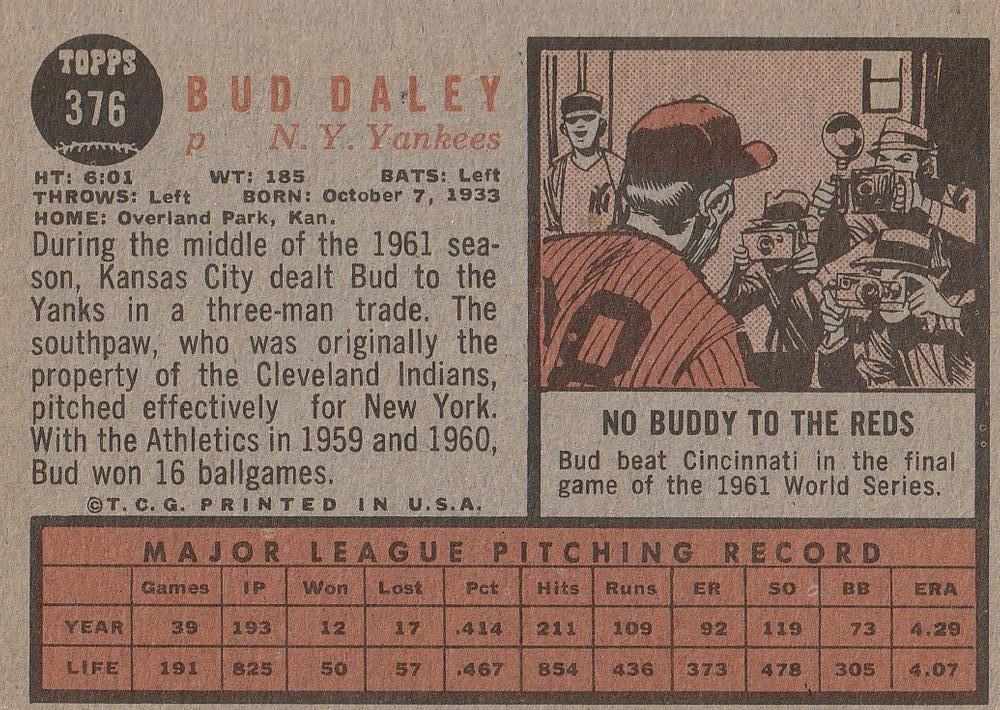 TOPPS
376
BUD DALEY
p N. Y. Yankees
HT: 6:01 WT: 185 BATS: Left
THROWS: Left BORN: October 7, 1933
HOME: Overland Park, Kan.
During the middle of the 1961 sea-
son, Kansas City dealt Bud to the
Yanks in a three-man trade. The
southpaw, who was originally the
property of the Cleveland Indians,
pitched effectively for New York.
With the Athletics in 1959 and 1960,
Bud won 16 ballgames.
©T. C. G. PRINTED IN U.S.A.
NY
NO BUDDY TO THE REDS
Bud beat Cincinnati in the final
game of the 1961 World Series.
MAJOR LEAGUE PITCHING RECORD
Games IP Won Lost Pct Hits Runs ER SO BB ERA
YEAR 39 193 12 17 .414 211 109 92 119 73 4.29
LIFE 191 825 50 57 .467 854 436 373 478 305 4.07